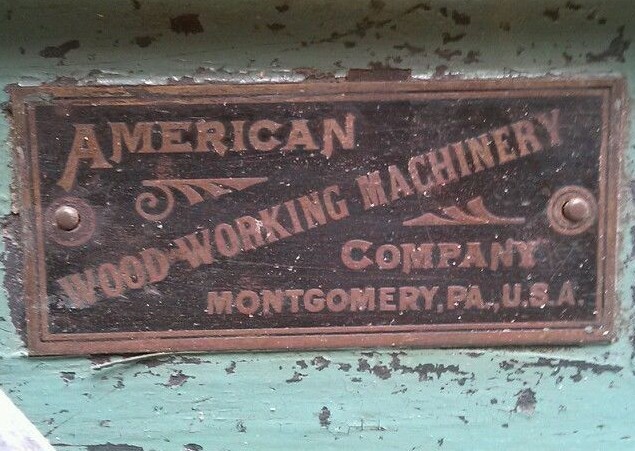 AMERICAN
WOOD-WORKING MACHINERY
COMPANY
MONTGOMERY, PA., U.S.A.